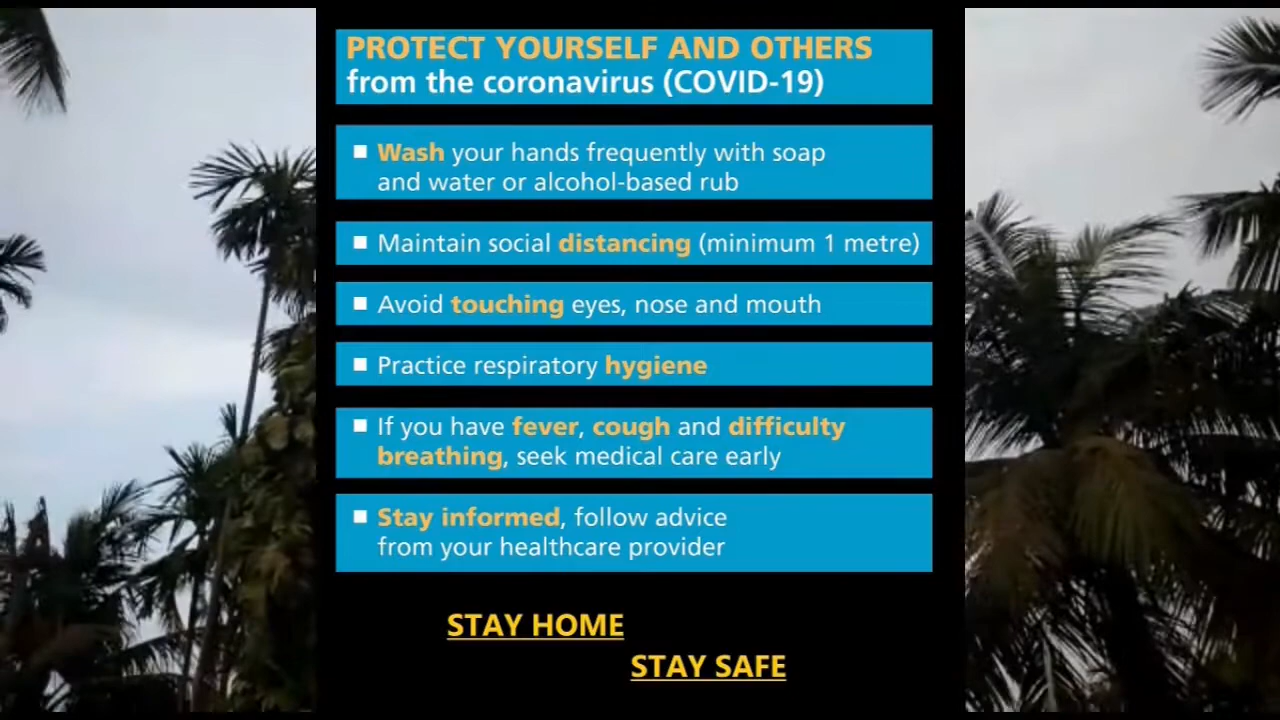 PROTECT YOURSELF AND OTHERS
from the coronavirus (COVID-19)
Wash your hands frequently with soap
and water or alcohol-based rub
Maintain social distancing (minimum 1 metre)
Avoid touching eyes, nose and mouth
Practice respiratory hygiene
If you have fever, cough and difficulty
breathing, seek medical care early
Stay informed, follow advice
from your healthcare provider
STAY HOME
STAY SAFE